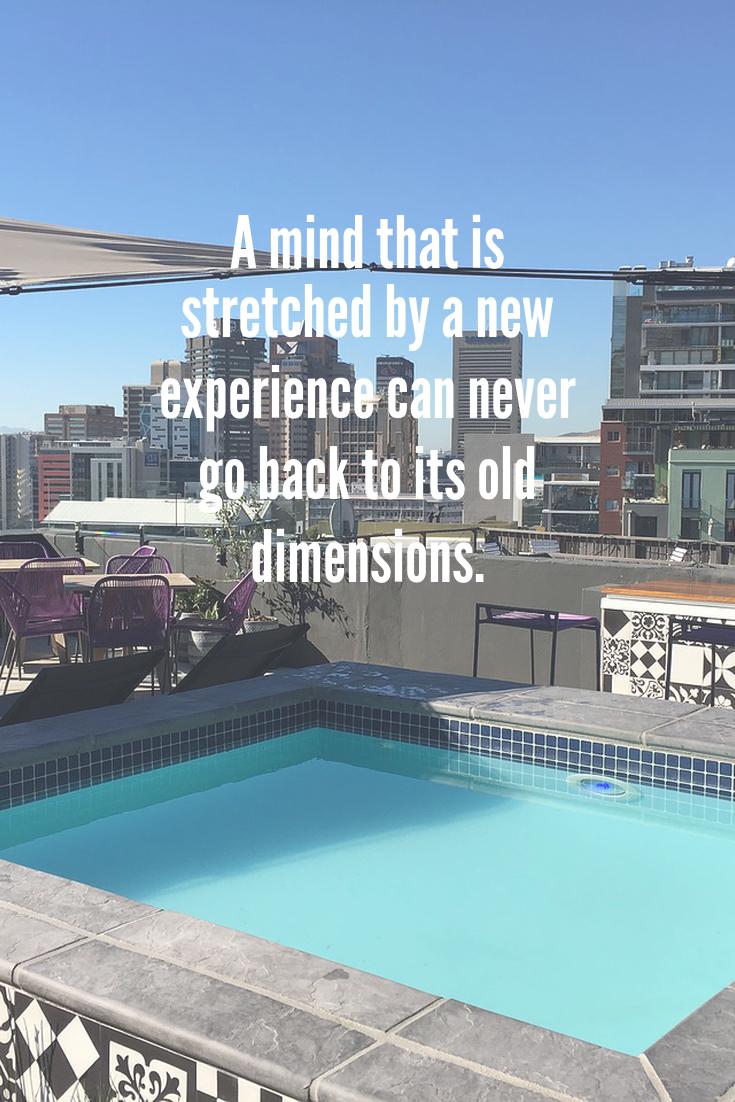 A mind that is
stretched by a new
experience can never
go back to its old
dimensions.